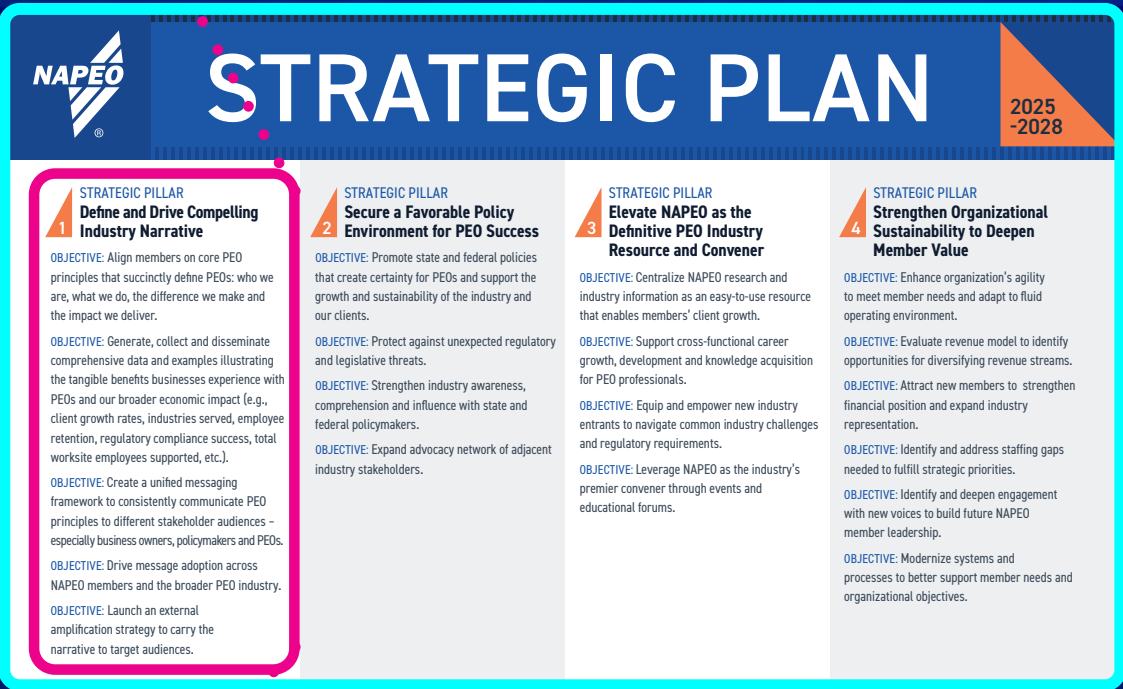 NAPEO
®
STRATEGIC PLAN
2025
-2028
1
STRATEGIC PILLAR
Define and Drive Compelling
Industry Narrative
OBJECTIVE: Align members on core PEO
principles that succinctly define PEOs: who we
are, what we do, the difference we make and
the impact we deliver.
OBJECTIVE: Generate, collect and disseminate
comprehensive data and examples illustrating
the tangible benefits businesses experience with
PEOs and our broader economic impact (e.g.,
client growth rates, industries served, employee
retention, regulatory compliance success, total
worksite employees supported, etc.).
OBJECTIVE: Create a unified messaging
framework to consistently communicate PEO
principles to different stakeholder audiences –
especially business owners, policymakers and PEOs.
OBJECTIVE: Drive message adoption across
NAPEO members and the broader PEO industry.
OBJECTIVE: Launch an external
amplification strategy to carry the
narrative to target audiences.
2
STRATEGIC PILLAR
Secure a Favorable Policy
Environment for PEO Success
OBJECTIVE: Promote state and federal policies
that create certainty for PEOs and support the
growth and sustainability of the industry and
our clients.
OBJECTIVE: Protect against unexpected regulatory
and legislative threats.
OBJECTIVE: Strengthen industry awareness,
comprehension and influence with state and
federal policymakers.
OBJECTIVE: Expand advocacy network of adjacent
industry stakeholders.
3
STRATEGIC PILLAR
Elevate NAPEO as the
Definitive PEO Industry
Resource and Convener
OBJECTIVE: Centralize NAPEO research and
industry information as an easy-to-use resource
that enables members' client growth.
OBJECTIVE: Support cross-functional career
growth, development and knowledge acquisition
for PEO professionals.
OBJECTIVE: Equip and empower new industry
entrants to navigate common industry challenges
and regulatory requirements.
OBJECTIVE: Leverage NAPEO as the industry's
premier convener through events and
educational forums.
4
STRATEGIC PILLAR
Strengthen Organizational
Sustainability to Deepen
Member Value
OBJECTIVE: Enhance organization's agility
to meet member needs and adapt to fluid
operating environment.
OBJECTIVE: Evaluate revenue model to identify
opportunities for diversifying revenue streams.
OBJECTIVE: Attract new members to strengthen
financial position and expand industry
representation.
OBJECTIVE: Identify and address staffing gaps
needed to fulfill strategic priorities.
OBJECTIVE: Identify and deepen engagement
with new voices to build future NAPEO
member leadership.
OBJECTIVE: Modernize systems and
processes to better support member needs and
organizational objectives.